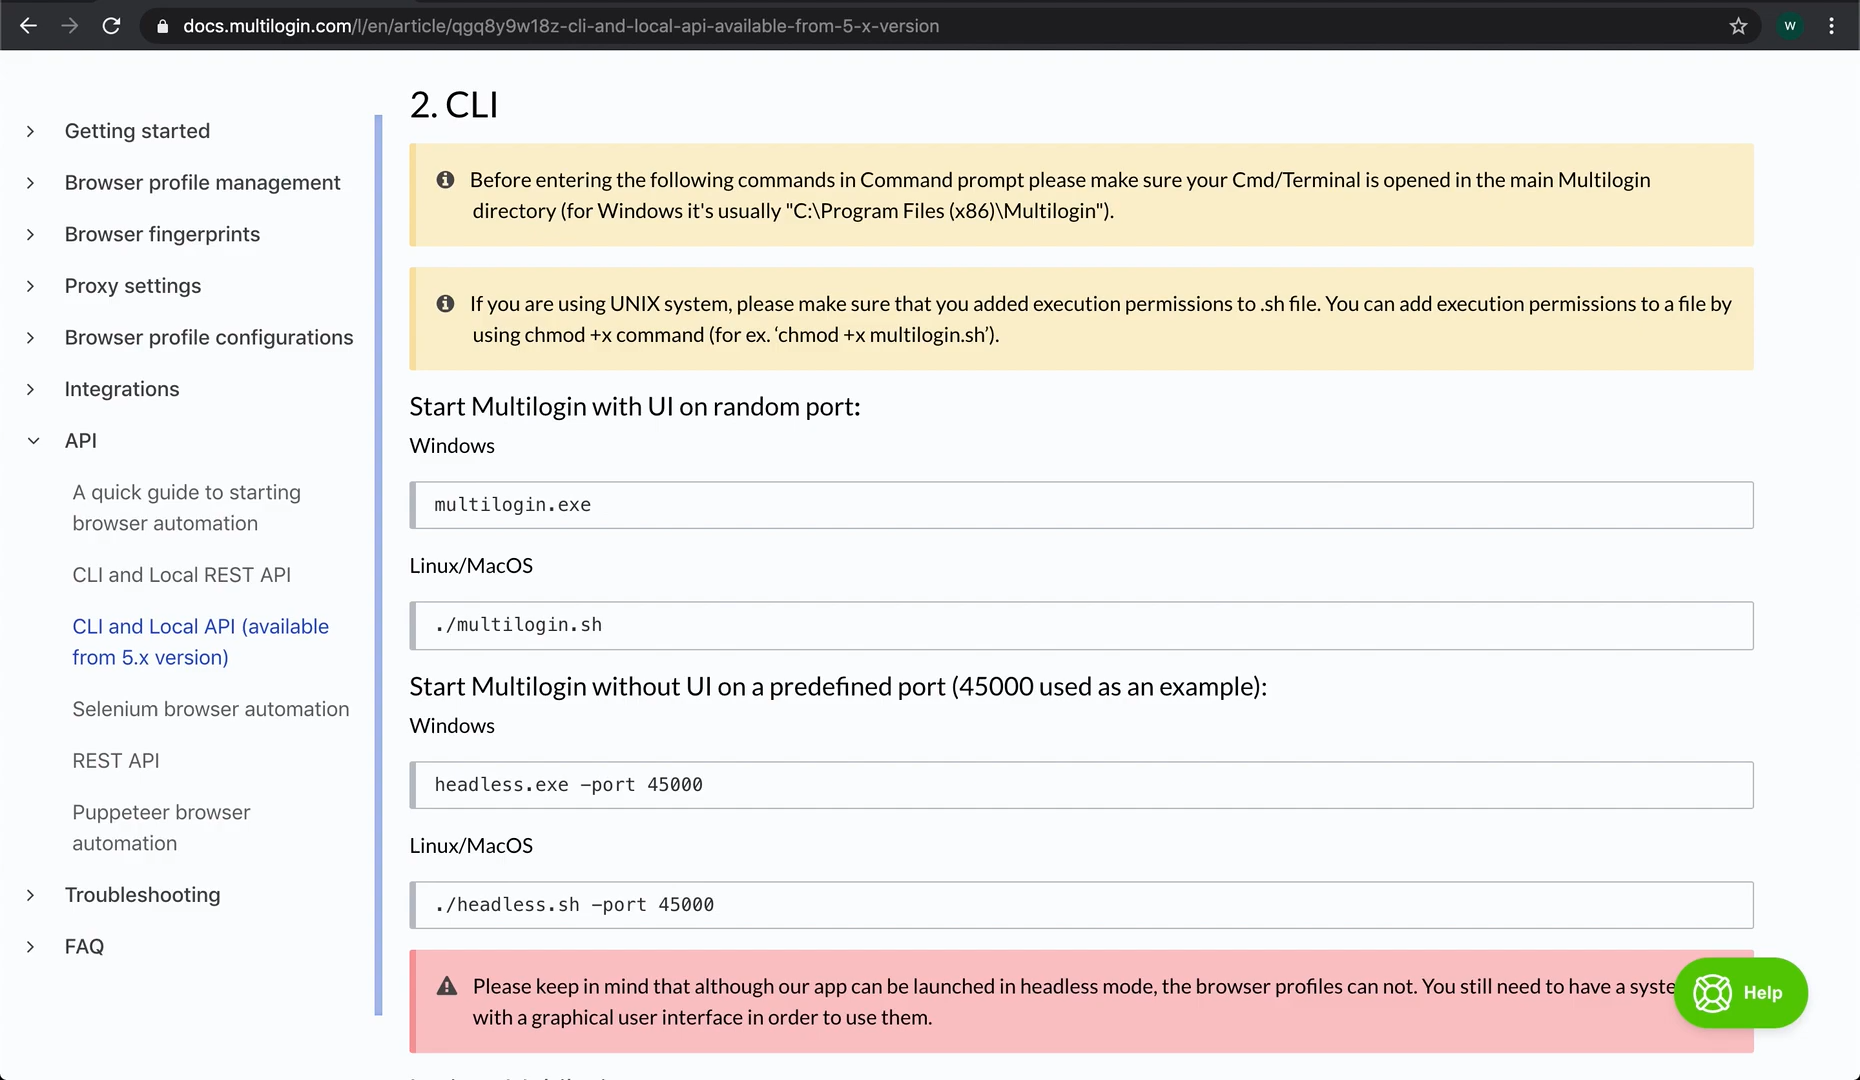 docs.multilogin.com/l/en/article/qgq8y9w18z-cli-and-local-api-available-from-5-x-version
W
Getting started
Browser profile management
Browser fingerprints
Proxy settings
Browser profile configurations
Integrations
API
A quick guide to starting
browser automation
CLI and Local REST API
CLI and Local API (available
from 5.x version)
Selenium browser automation
REST API
Puppeteer browser
automation
Troubleshooting
FAQ
2. CLI
Before entering the following commands in Command prompt please make sure your Cmd/Terminal is opened in the main Multilogin
directory (for Windows it's usually "C:\Program Files (x86)\Multilogin").
If you are using UNIX system, please make sure that you added execution permissions to .sh file. You can add execution permissions to a file by
using chmod +x command (for ex. ‘chmod +x multilogin.sh’).
Start Multilogin with UI on random port:
Windows
multilogin.exe
Linux/MacOS
./multilogin.sh
Start Multilogin without UI on a predefined port (45000 used as an example):
Windows
headless.exe -port 45000
Linux/MacOS
./headless.sh -port 45000
Please keep in mind that although our app can be launched in headless mode, the browser profiles can not. You still need to have a syste
with a graphical user interface in order to use them.
Help